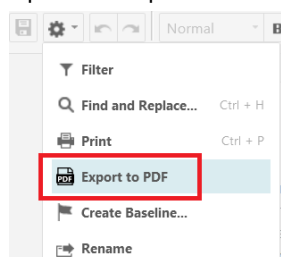 Normal
Filter
Find and Replace... Ctrl + H
Print Ctrl + P
PDF Export to PDF
Create Baseline...
Rename